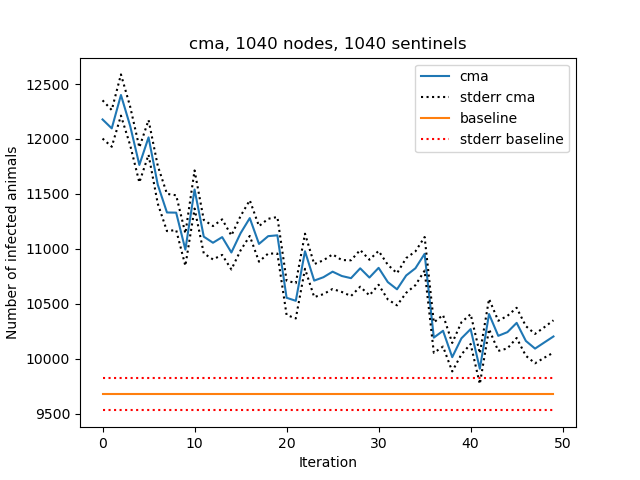 cma, 1040 nodes, 1040 sentinels
12500
12000
11500
11000
10500
10000
9500
Number of infected animals
cma
stderr cma
baseline
stderr baseline
0 10 20 30 40 50
Iteration